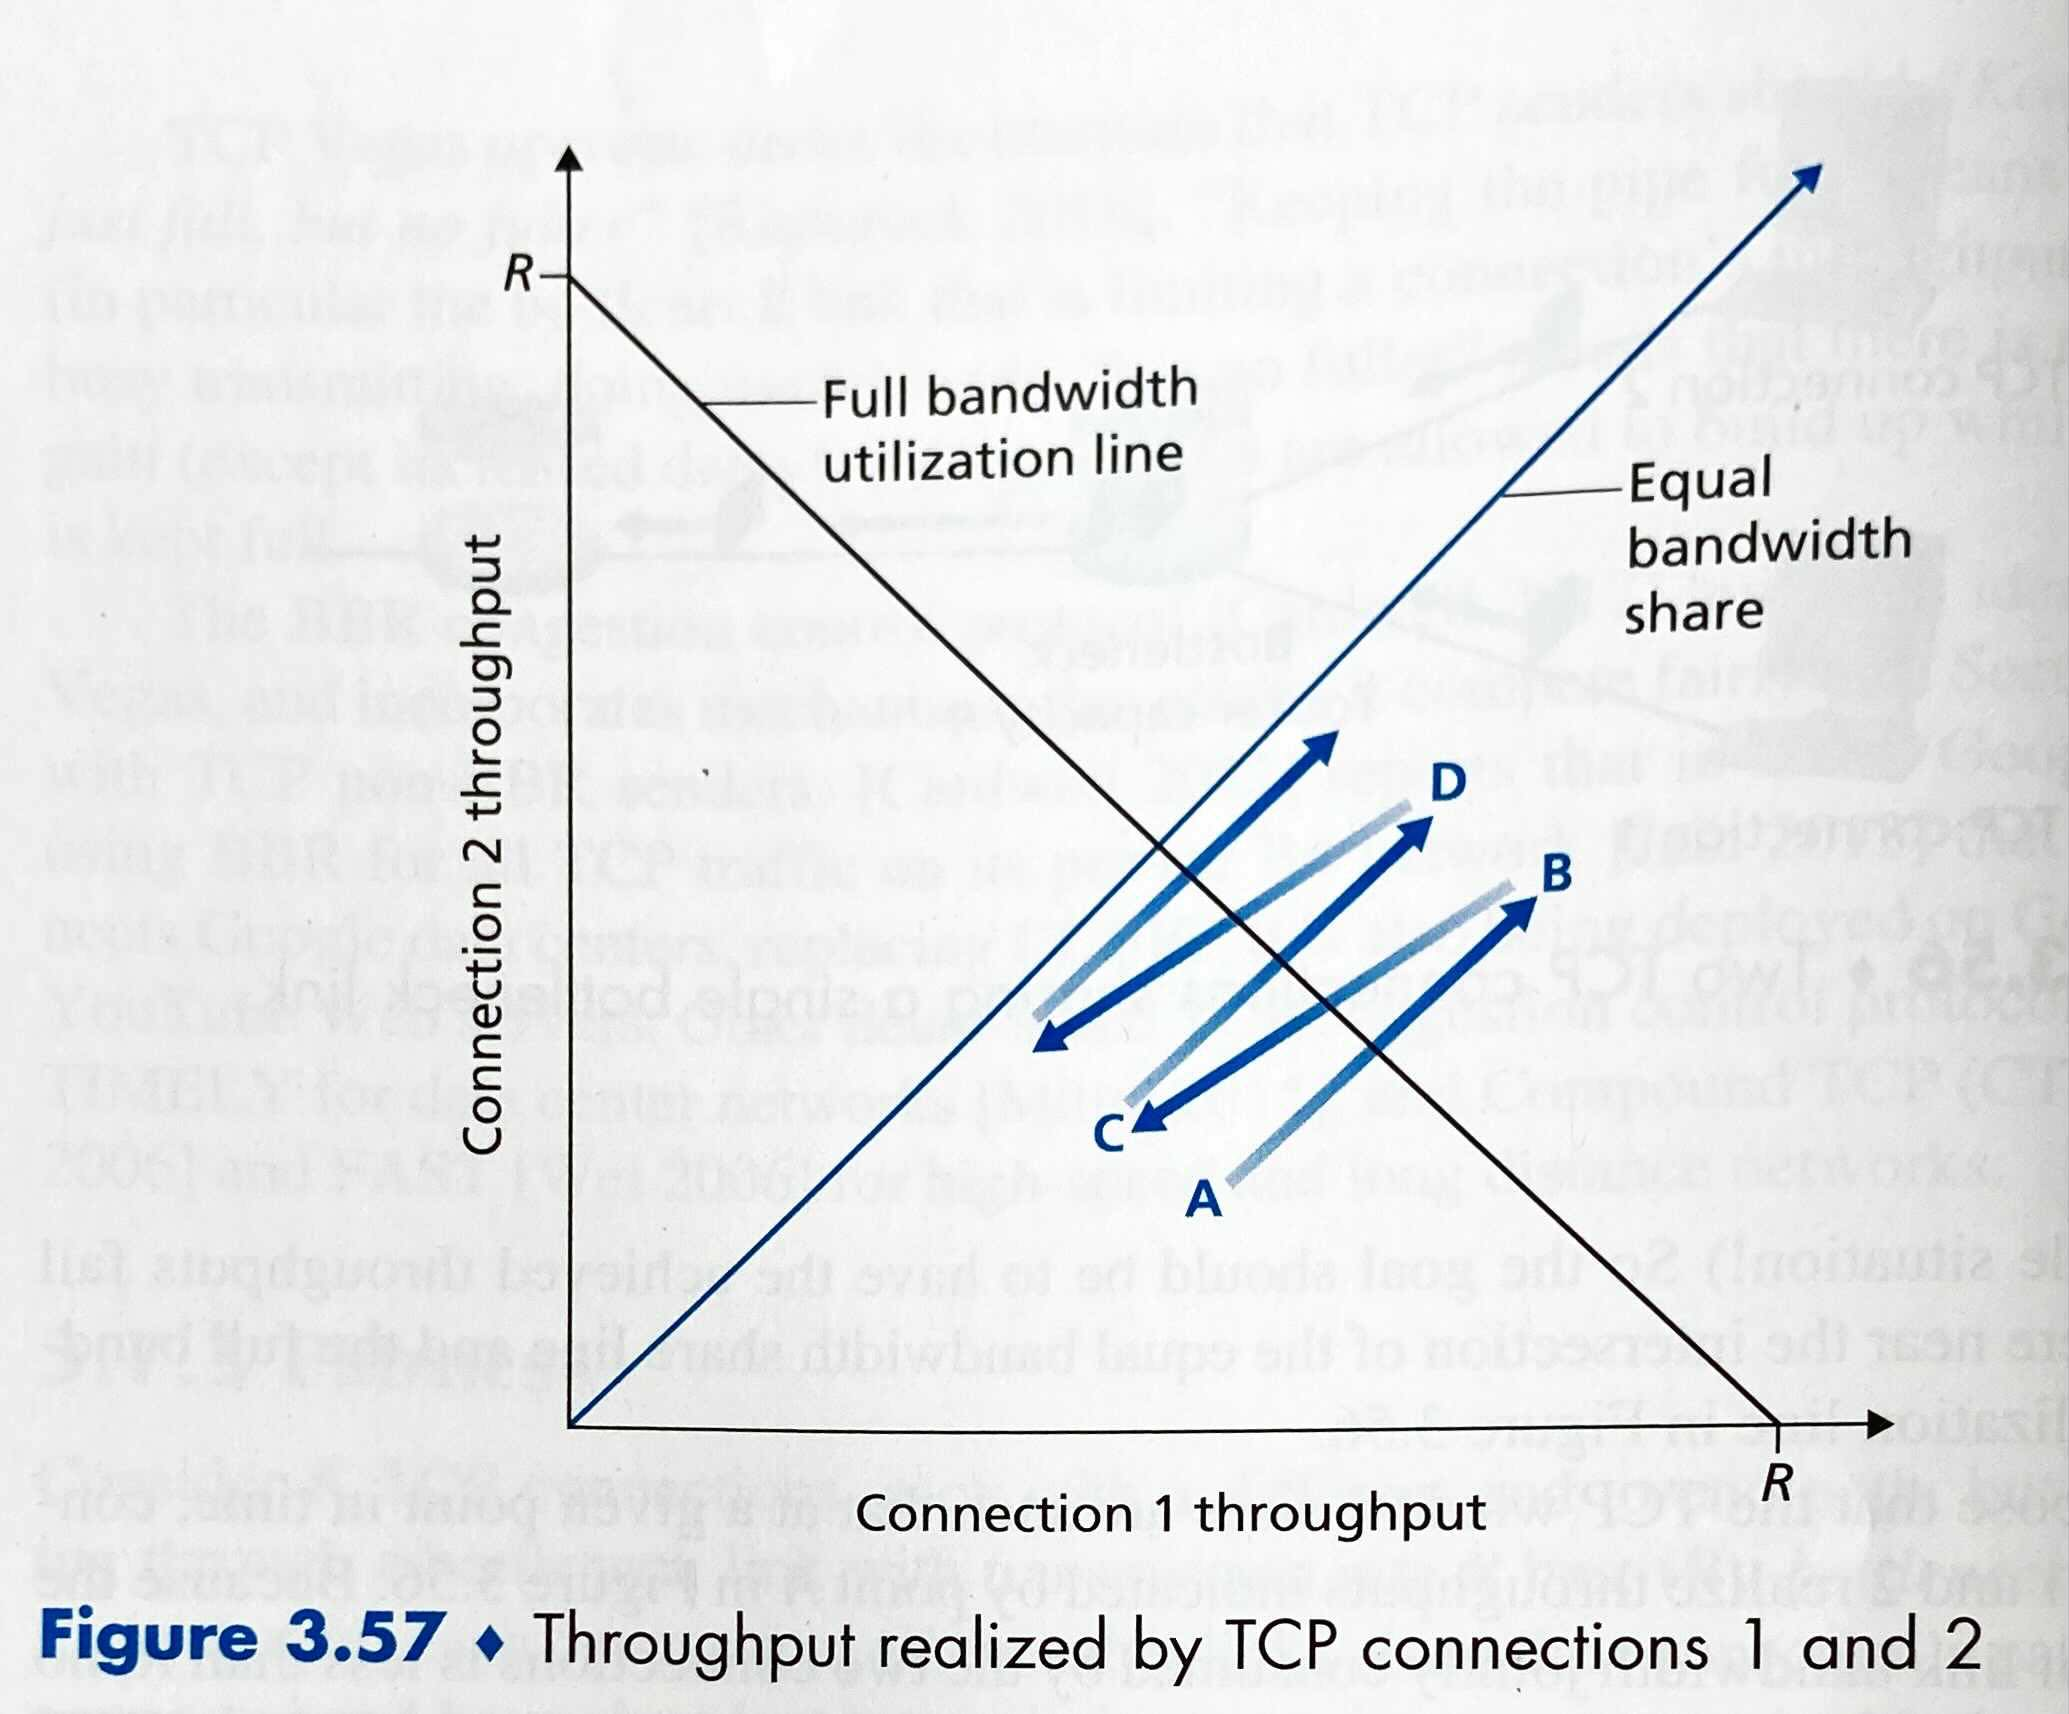 R
Full bandwidth
utilization line
Equal
bandwidth
share
Connection 2 throughput
D
B
C
A
R
Connection 1 throughput
Figure 3.57 ♦ Throughput realized by TCP connections 1 and 2